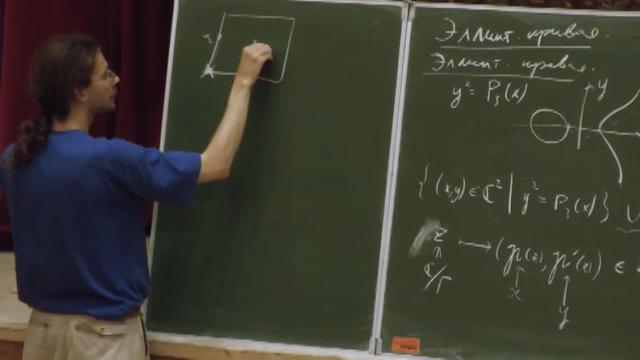 Эллипт. кривая.
Эллипт. кривая.
y² = P₃(x)
y
{ (x,y) ∈ ℂ² | y² = P₃(x) } ∪
z ⟼ (℘(z), ℘'(z)) ∈
ℂ/Γ
x
y